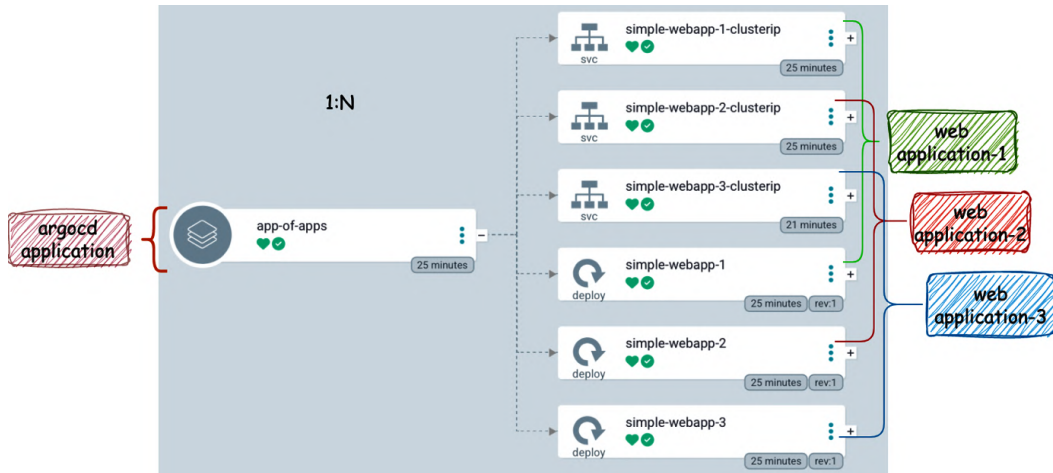 1:N
argocd
application
app-of-apps
25 minutes
simple-webapp-1-clusterip
svc
25 minutes
simple-webapp-2-clusterip
svc
25 minutes
simple-webapp-3-clusterip
svc
21 minutes
simple-webapp-1
deploy
25 minutes rev:1
simple-webapp-2
deploy
25 minutes rev:1
simple-webapp-3
deploy
25 minutes rev:1
web
application-1
web
application-2
web
application-3